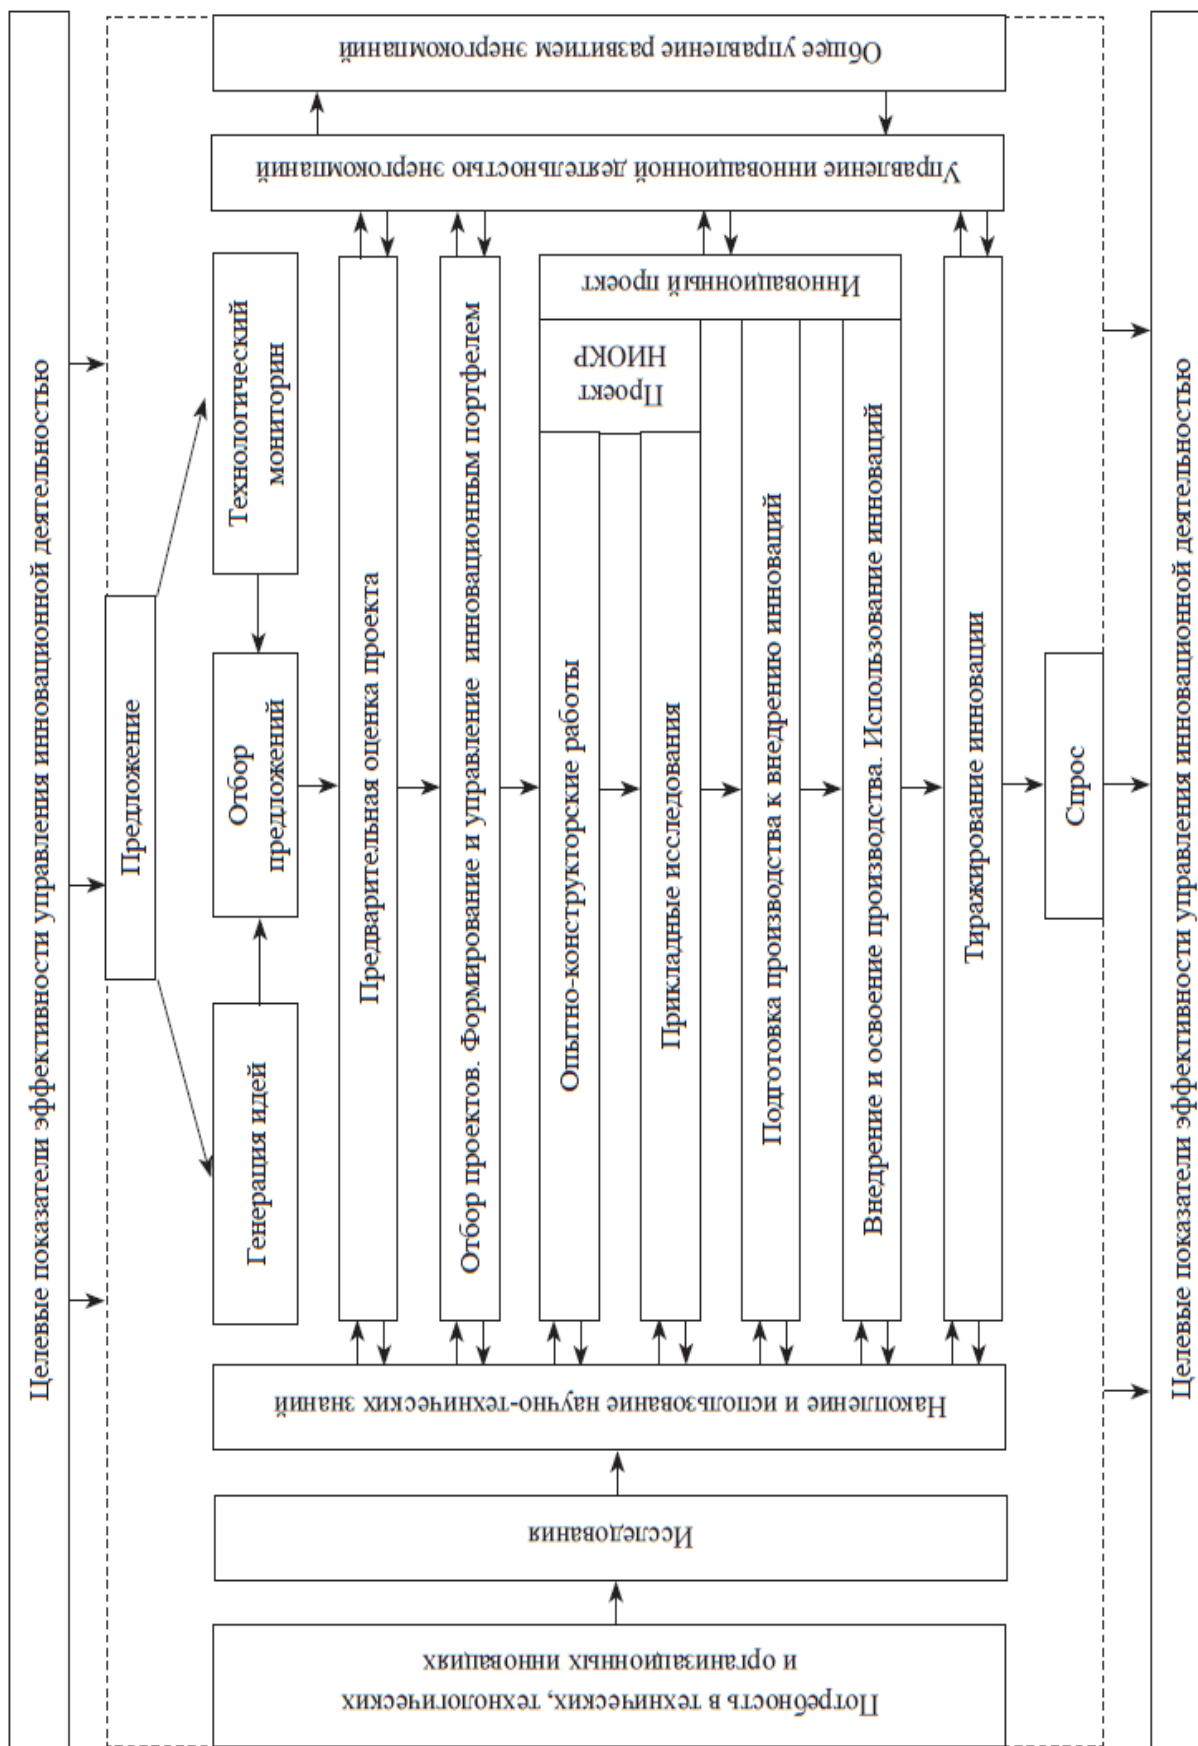 Целевые показатели эффективности управления инновационной деятельностью
Предложение
Генерация идей
Отбор
предложений
Технологический
мониторин
Потребность в технических, технологических
и организационных инновациях
Исследования
Накопление и использование научно-технических знаний
Предварительная оценка проекта
Отбор проектов. Формирование и управление инновационным портфелем
Опытно-конструкторские работы
Прикладные исследования
Проект
НИОКР
Инновационный проект
Подготовка производства к внедрению инноваций
Внедрение и освоение производства. Использование инноваций
Тиражирование инновации
Управление инновационной деятельностью энергокомпаний
Общее управление развитием энергокомпаний
Спрос
Целевые показатели эффективности управления инновационной деятельностью